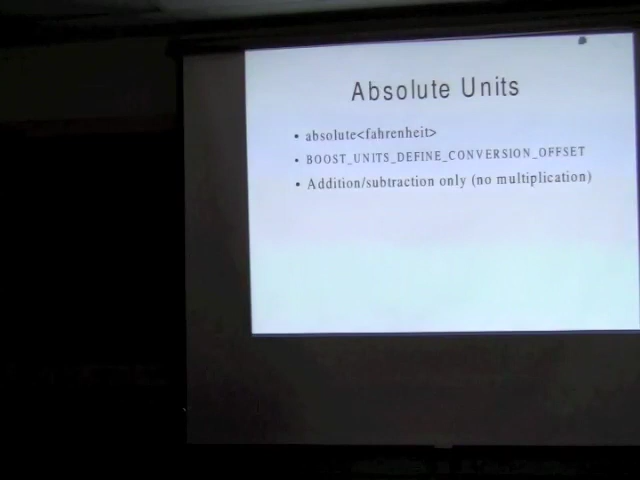 Absolute Units
• absolute<fahrenheit>
• BOOST_UNITS_DEFINE_CONVERSION_OFFSET
• Addition/subtraction only (no multiplication)